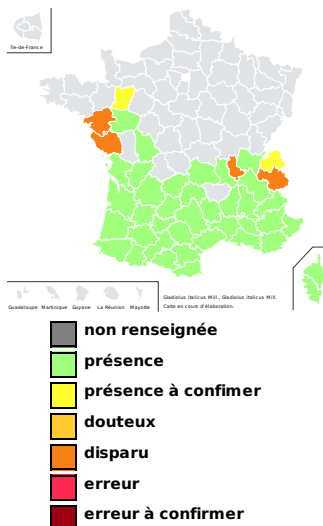 Île-de-France
Guadeloupe Martinique Guyane La Réunion Mayotte
Gladiolus italicus Mill., Gladiolus italicus Mill.
Carte en cours d'élaboration.
non renseignée
présence
présence à confimer
douteux
disparu
erreur
erreur à confirmer